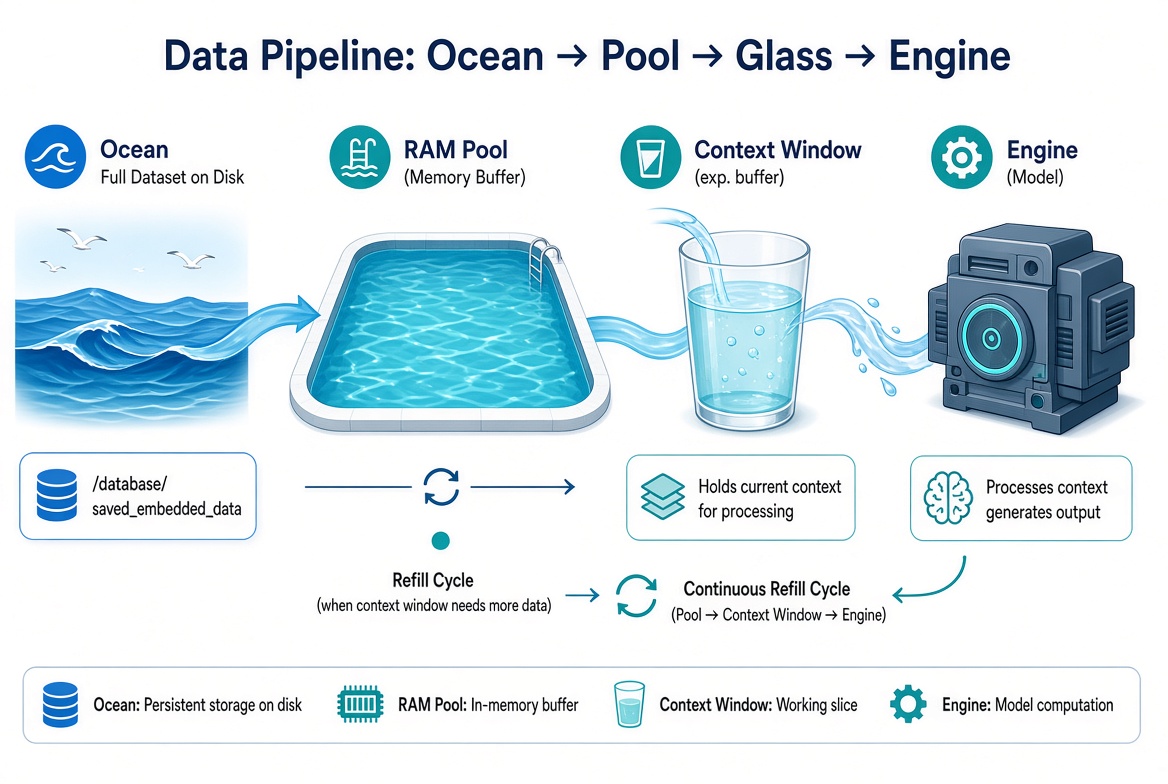 Data Pipeline: Ocean → Pool → Glass → Engine
Ocean
Full Dataset on Disk
RAM Pool
(Memory Buffer)
Context Window
(exp. buffer)
Engine
(Model)
/database/
saved_embedded_data
Holds current context
for processing
Processes context
generates output
Refill Cycle
(when context window needs more data)
Continuous Refill Cycle
(Pool → Context Window → Engine)
Ocean: Persistent storage on disk
RAM Pool: In-memory buffer
Context Window: Working slice
Engine: Model computation